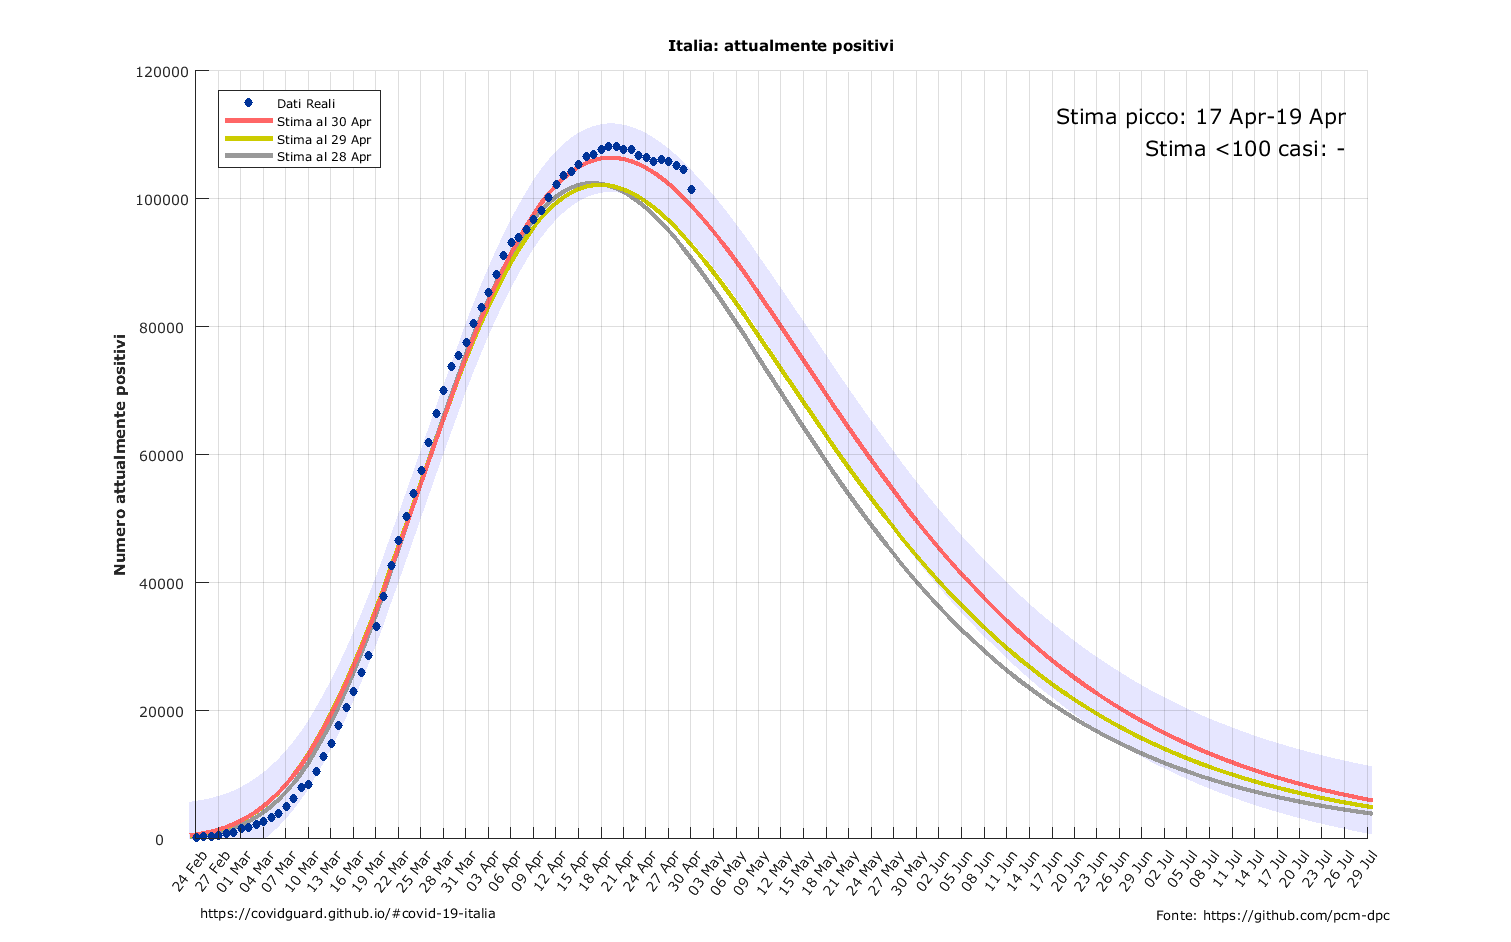 Italia: attualmente positivi
120000
100000
80000
60000
40000
20000
0
Numero attualmente positivi
Dati Reali
Stima al 30 Apr
Stima al 29 Apr
Stima al 28 Apr
Stima picco: 17 Apr-19 Apr
Stima <100 casi: -
24 Feb
27 Feb
01 Mar
04 Mar
07 Mar
10 Mar
13 Mar
16 Mar
19 Mar
22 Mar
25 Mar
28 Mar
31 Mar
03 Apr
06 Apr
09 Apr
12 Apr
15 Apr
18 Apr
21 Apr
24 Apr
27 Apr
30 Apr
03 May
06 May
09 May
12 May
15 May
18 May
21 May
24 May
27 May
30 May
02 Jun
05 Jun
08 Jun
11 Jun
14 Jun
17 Jun
20 Jun
23 Jun
26 Jun
29 Jun
02 Jul
05 Jul
08 Jul
11 Jul
14 Jul
17 Jul
20 Jul
23 Jul
26 Jul
29 Jul
https://covidguard.github.io/#covid-19-italia
Fonte: https://github.com/pcm-dpc